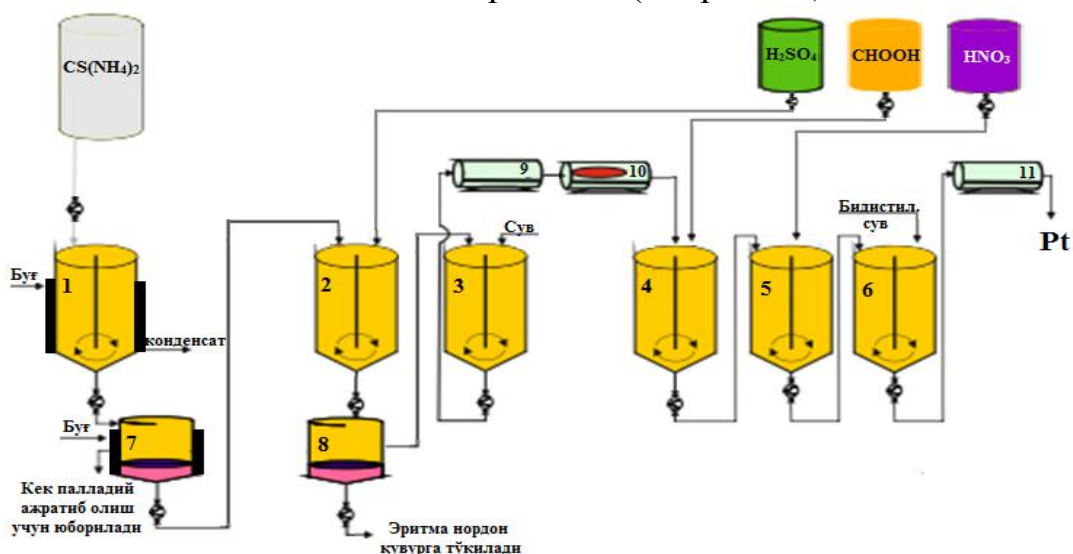 CS(NH₄)₂
H₂SO₄
CHOOH
HNO₃
9
10
11
Бидистил.
сув
Сув
Pt
Буғ
1
2
3
4
5
6
конденсат
Буғ
7
8
Кек палладий
ажратиб олиш
учун юборилади
Эритма нордон
қувурга тўкилади